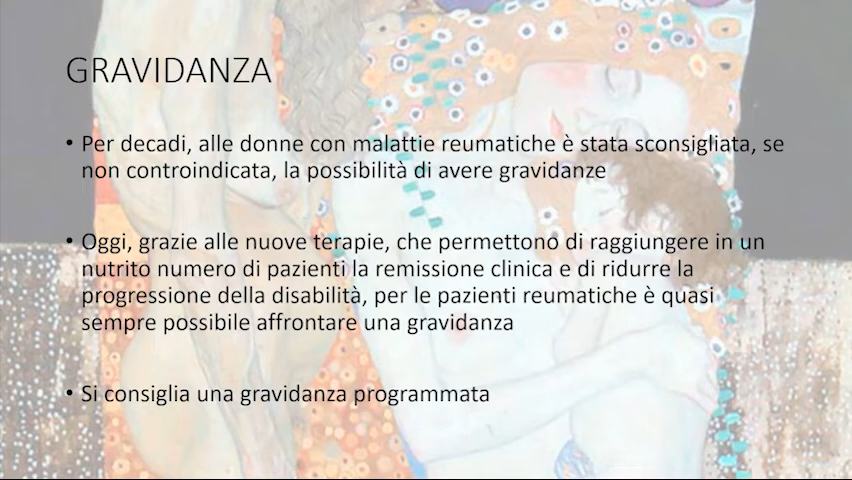 GRAVIDANZA
• Per decadi, alle donne con malattie reumatiche è stata sconsigliata, se
non controindicata, la possibilità di avere gravidanze
• Oggi, grazie alle nuove terapie, che permettono di raggiungere in un
nutrito numero di pazienti la remissione clinica e di ridurre la
progressione della disabilità, per le pazienti reumatiche è quasi
sempre possibile affrontare una gravidanza
• Si consiglia una gravidanza programmata